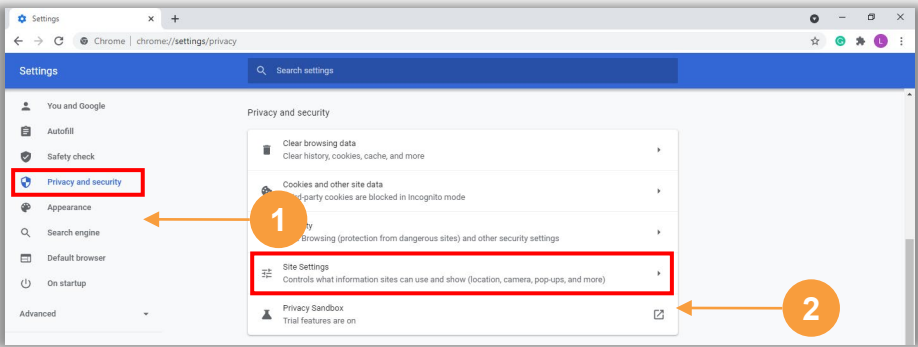 Settings
Chrome | chrome://settings/privacy
L
Settings
Search settings
You and Google
Autofill
Safety check
Privacy and security
Appearance
Search engine
Default browser
On startup
Advanced
Privacy and security
Clear browsing data
Clear history, cookies, cache, and more
Cookies and other site data
party cookies are blocked in Incognito mode
Browsing (protection from dangerous sites) and other security settings
Site Settings
Controls what information sites can use and show (location, camera, pop-ups, and more)
Privacy Sandbox
Trial features are on
1
2